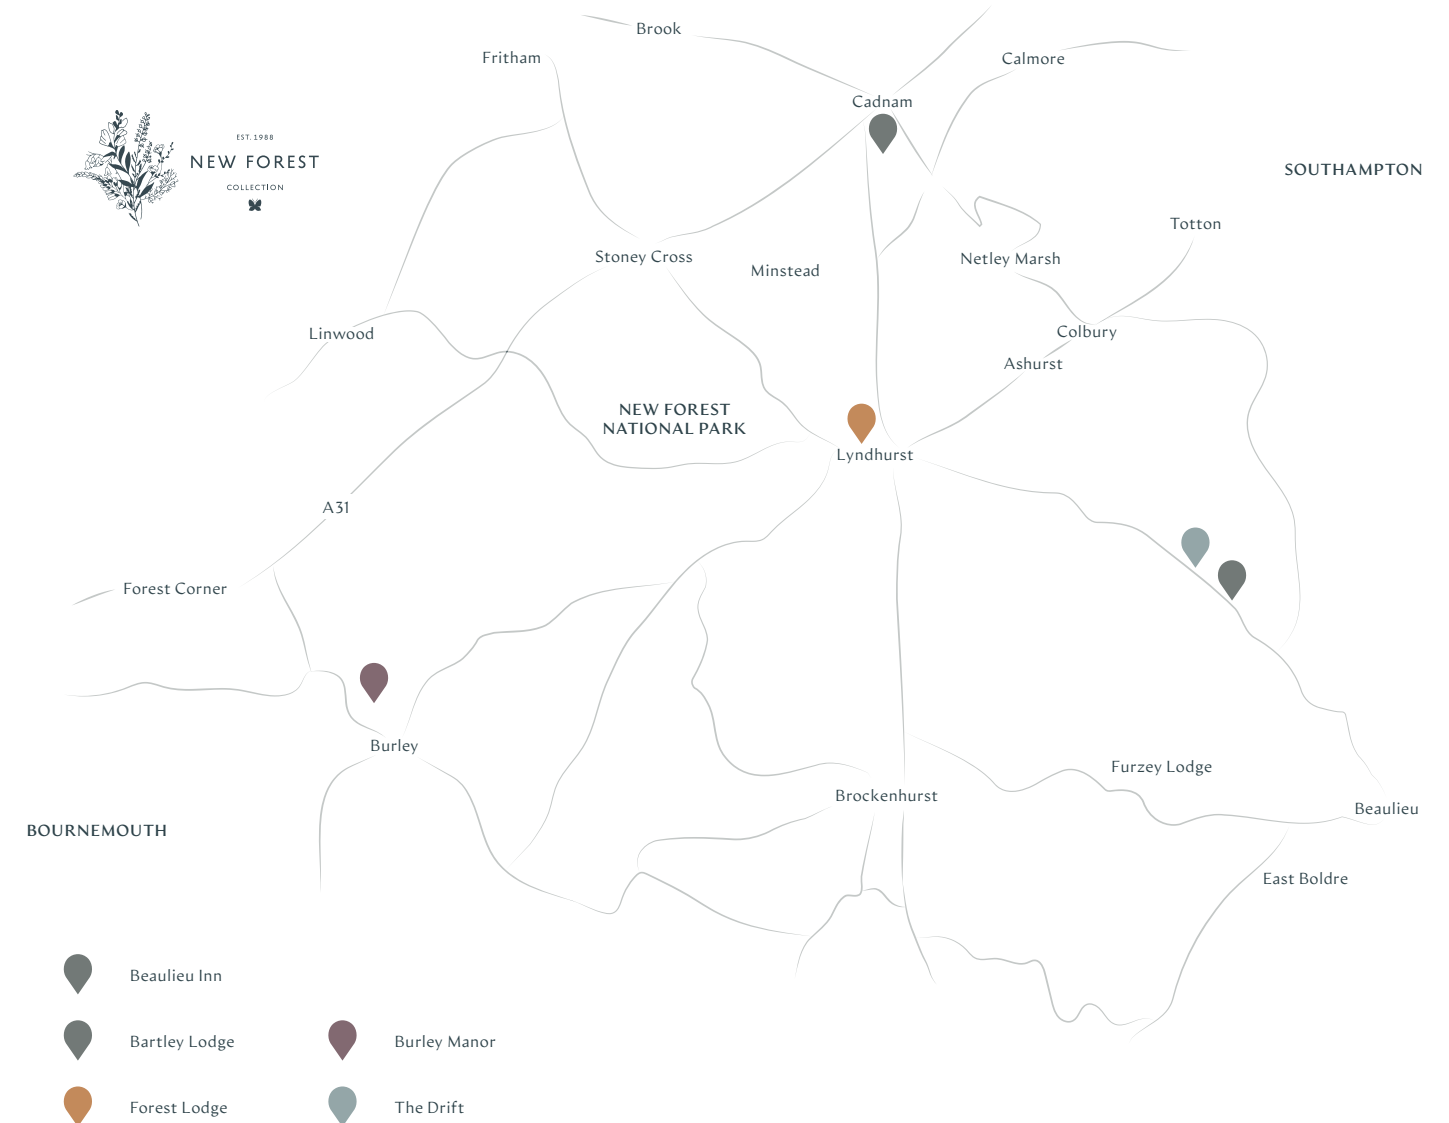 Brook
Fritham
Calmore
Cadnam
EST. 1988
NEW FOREST
COLLECTION
SOUTHAMPTON
Totton
Stoney Cross
Minstead
Netley Marsh
Linwood
Colbury
Ashurst
NEW FOREST
NATIONAL PARK
Lyndhurst
A31
Forest Corner
Burley
Furzey Lodge
Brockenhurst
Beaulieu
BOURNEMOUTH
East Boldre
Beaulieu Inn
Bartley Lodge
Burley Manor
Forest Lodge
The Drift